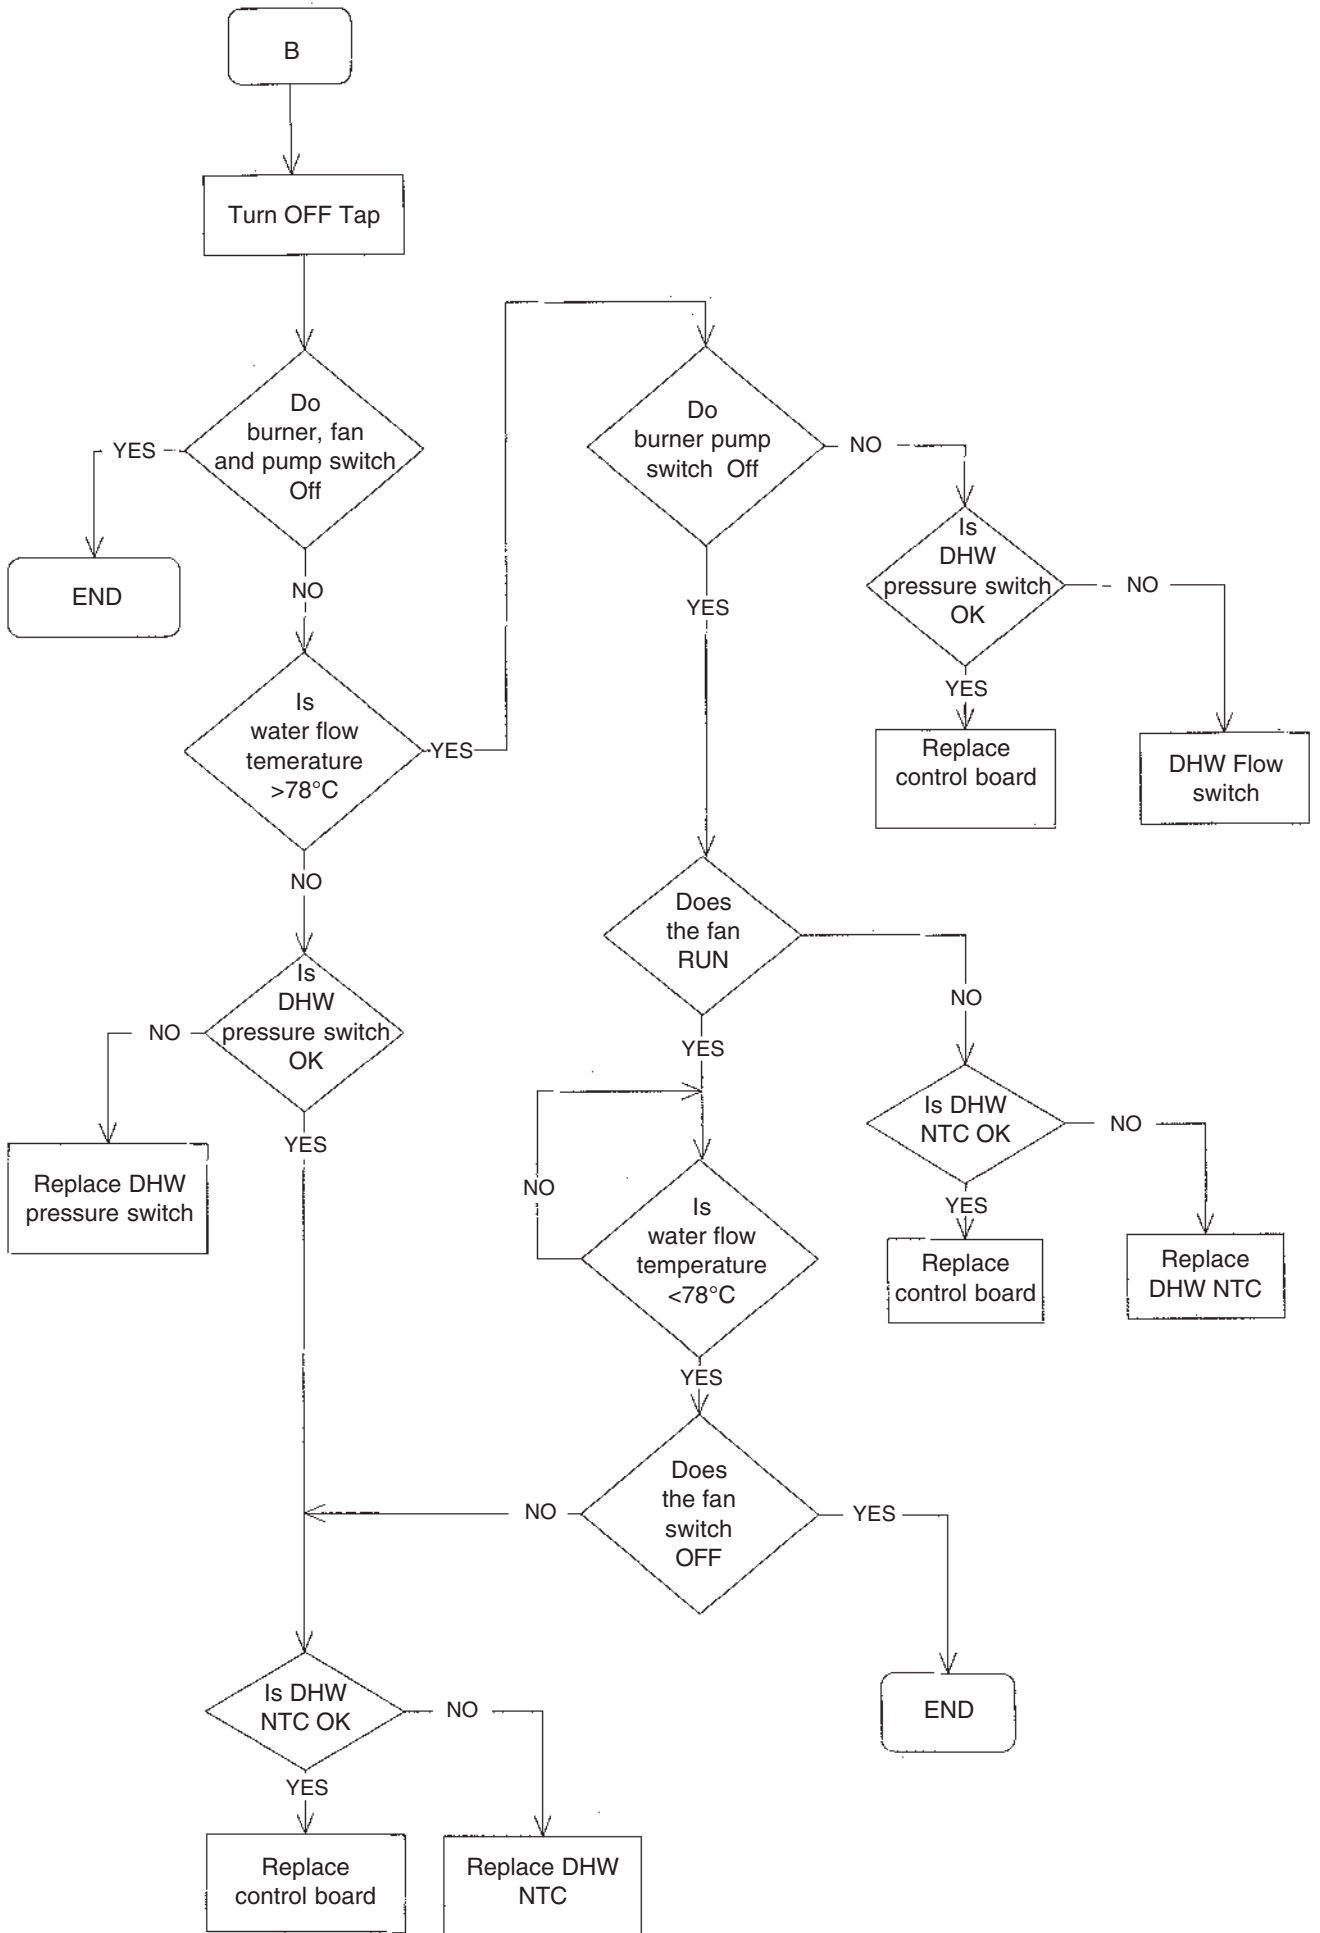 B
Turn OFF Tap
Do
burner, fan
and pump switch
Off
YES
END
NO
Is
water flow
temerature
>78°C
YES
NO
Is
DHW
pressure switch
OK
NO
Replace DHW
pressure switch
YES
Do
burner pump
switch Off
NO
Is
DHW
pressure switch
OK
NO
DHW Flow
switch
YES
Replace
control board
YES
Does
the fan
RUN
NO
Is DHW
NTC OK
NO
Replace
DHW NTC
YES
Replace
control board
YES
NO
Is
water flow
temperature
<78°C
YES
Does
the fan
switch
OFF
NO
YES
END
Is DHW
NTC OK
NO
YES
Replace
control board
Replace DHW
NTC